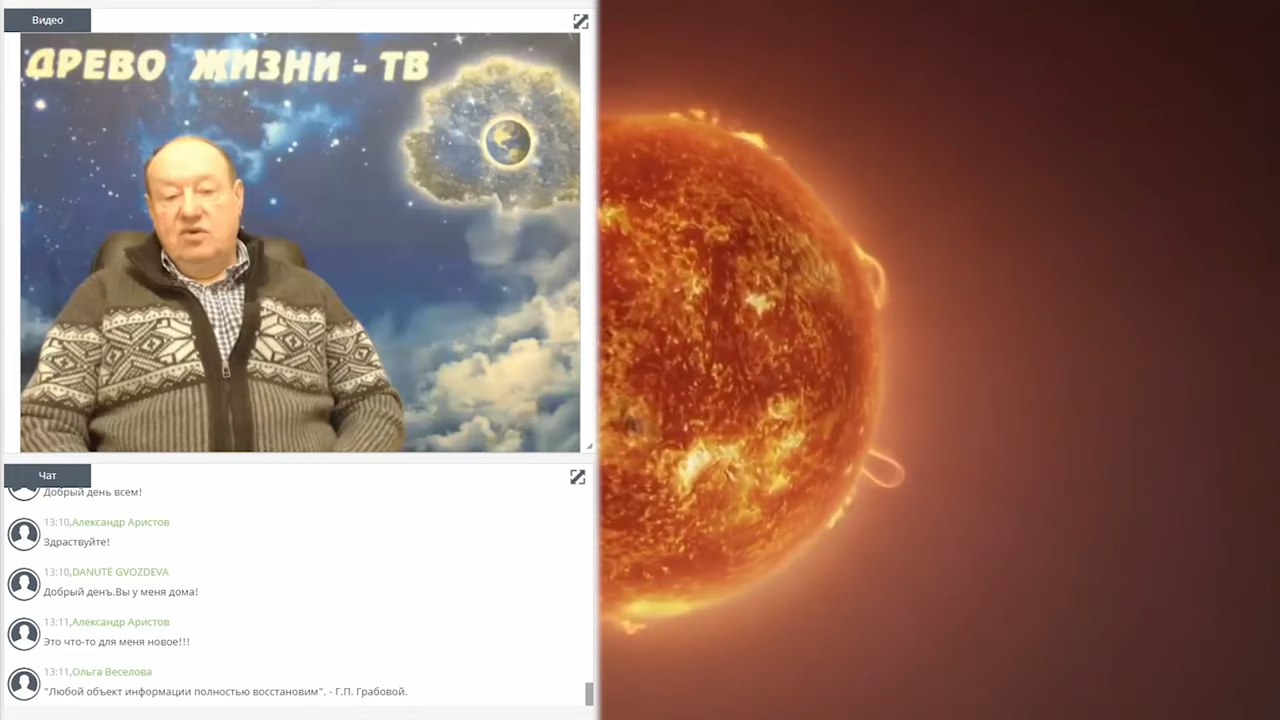 Видео
ДРЕВО ЖИЗНИ - ТВ
Чат
Добрый день всем!
13:10,Александр Аристов
Здраствуйте!
13:10,DANUTĖ GVOZDEVA
Добрый денъ.Вы у меня дома!
13:11,Александр Аристов
Это что-то для меня новое!!!
13:11,Ольга Веселова
"Любой объект информации полностью восстановим". - Г.П. Грабовой.